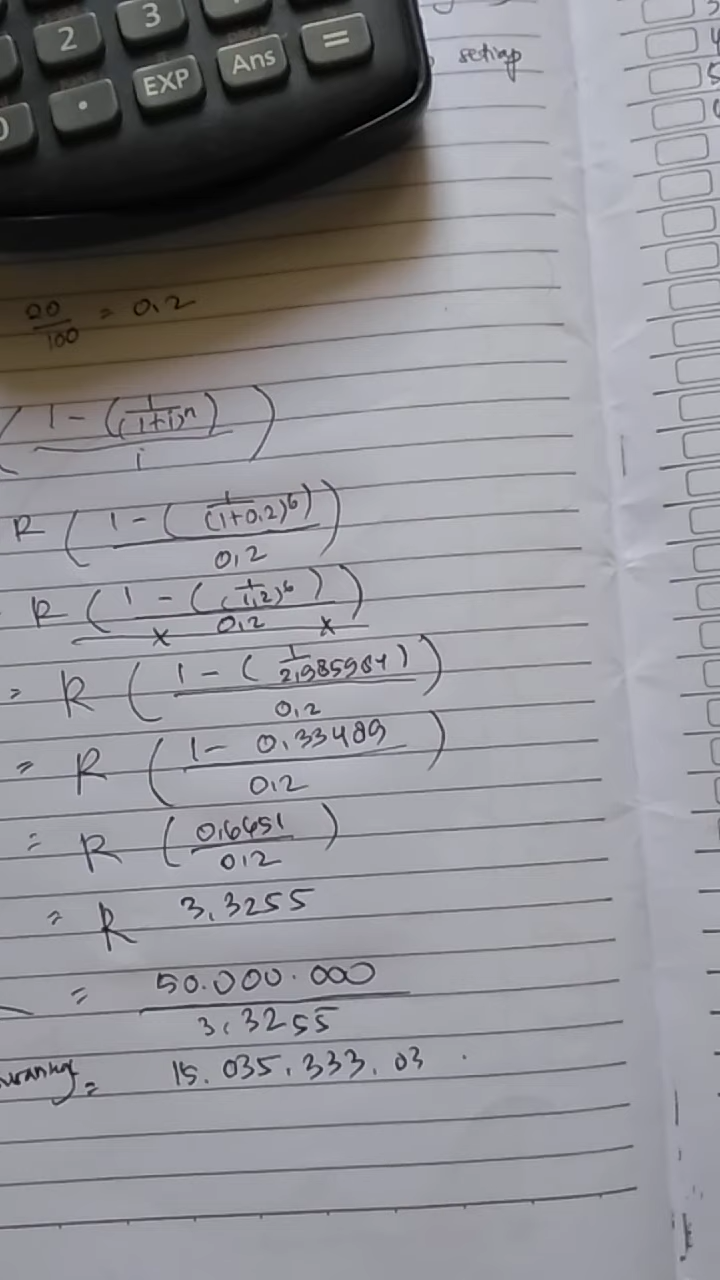 2 3
. EXP Ans =
setiap
20/100 = 0,2
( (1 - (1/(1+i)n)) / i )
R ( (1 - (1/(1+0,2)6)) / 0,2 )
R ( (1 - (1/(1,2)6)) / 0,2 )
= R ( (1 - (1/2,985984)) / 0,2 )
= R ( (1 - 0,33489) / 0,2 )
= R ( 0,6651 / 0,2 )
= R 3,3255
= 50.000.000 / 3,3255
= 15.035.333,03.